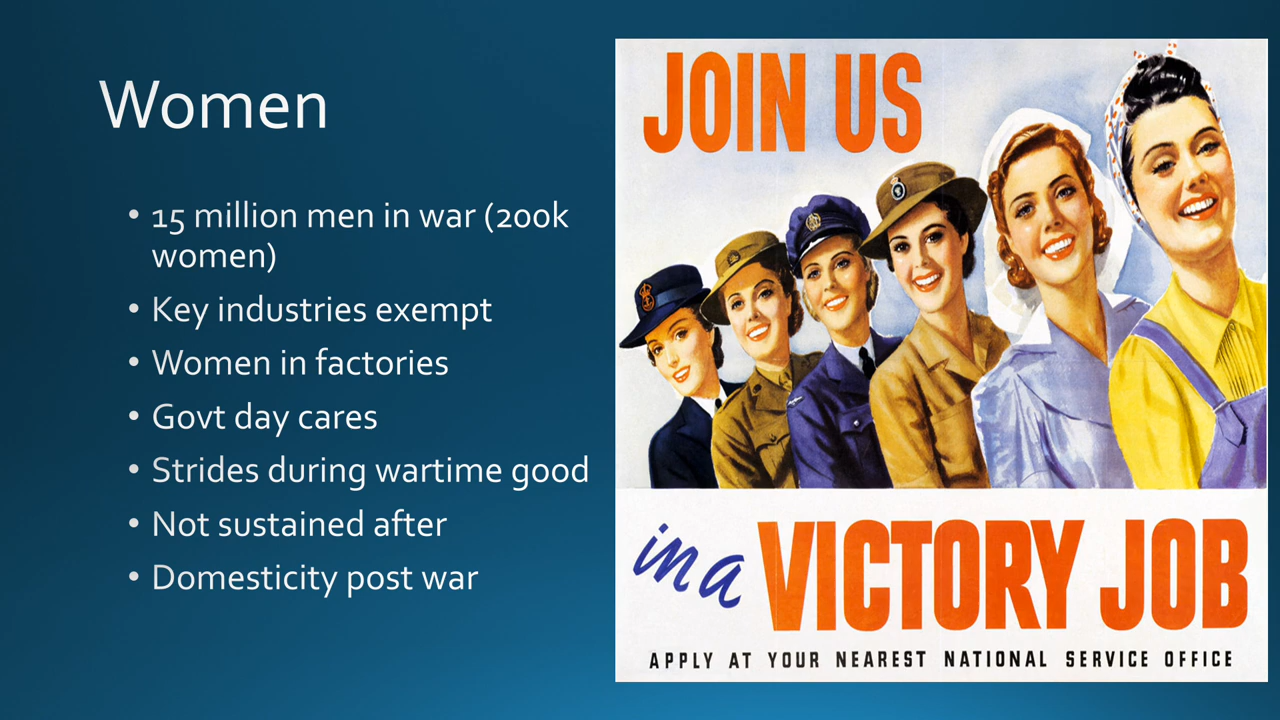 Women
• 15 million men in war (200k
women)
• Key industries exempt
• Women in factories
• Govt day cares
• Strides during wartime good
• Not sustained after
• Domesticity post war
JOIN US
in a VICTORY JOB
APPLY AT YOUR NEAREST NATIONAL SERVICE OFFICE